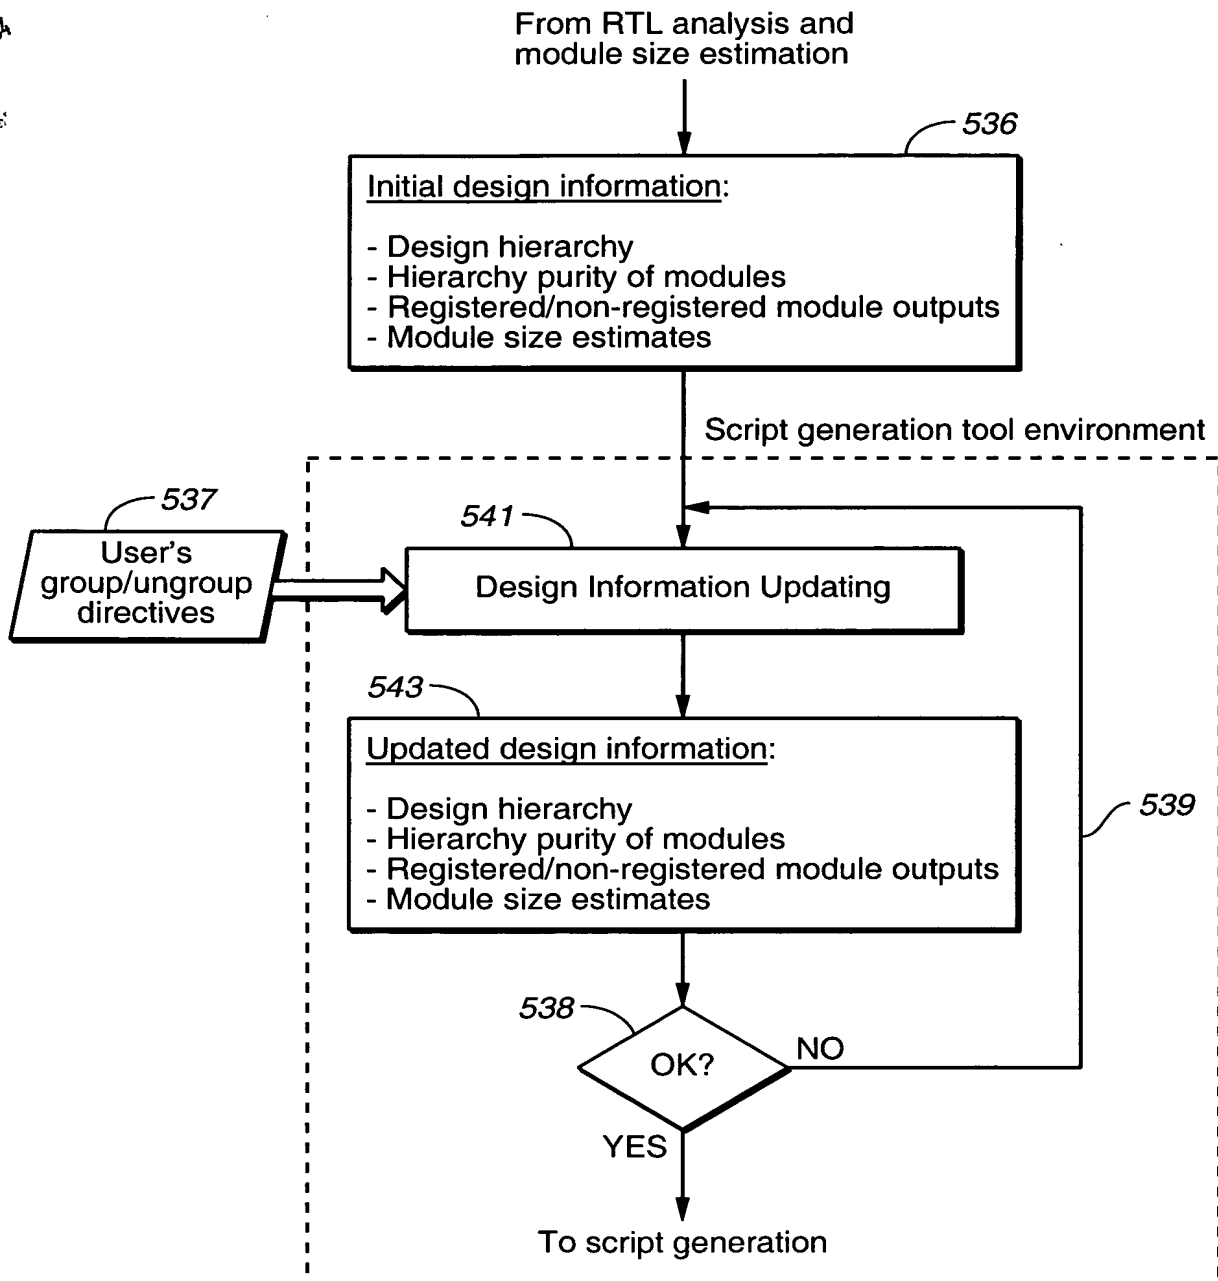 From RTL analysis and
module size estimation
536
Initial design information:
- Design hierarchy
- Hierarchy purity of modules
- Registered/non-registered module outputs
- Module size estimates
Script generation tool environment
537
User's
group/ungroup
directives
541
Design Information Updating
543
Updated design information:
- Design hierarchy
- Hierarchy purity of modules
- Registered/non-registered module outputs
- Module size estimates
539
538
OK?
NO
YES
To script generation